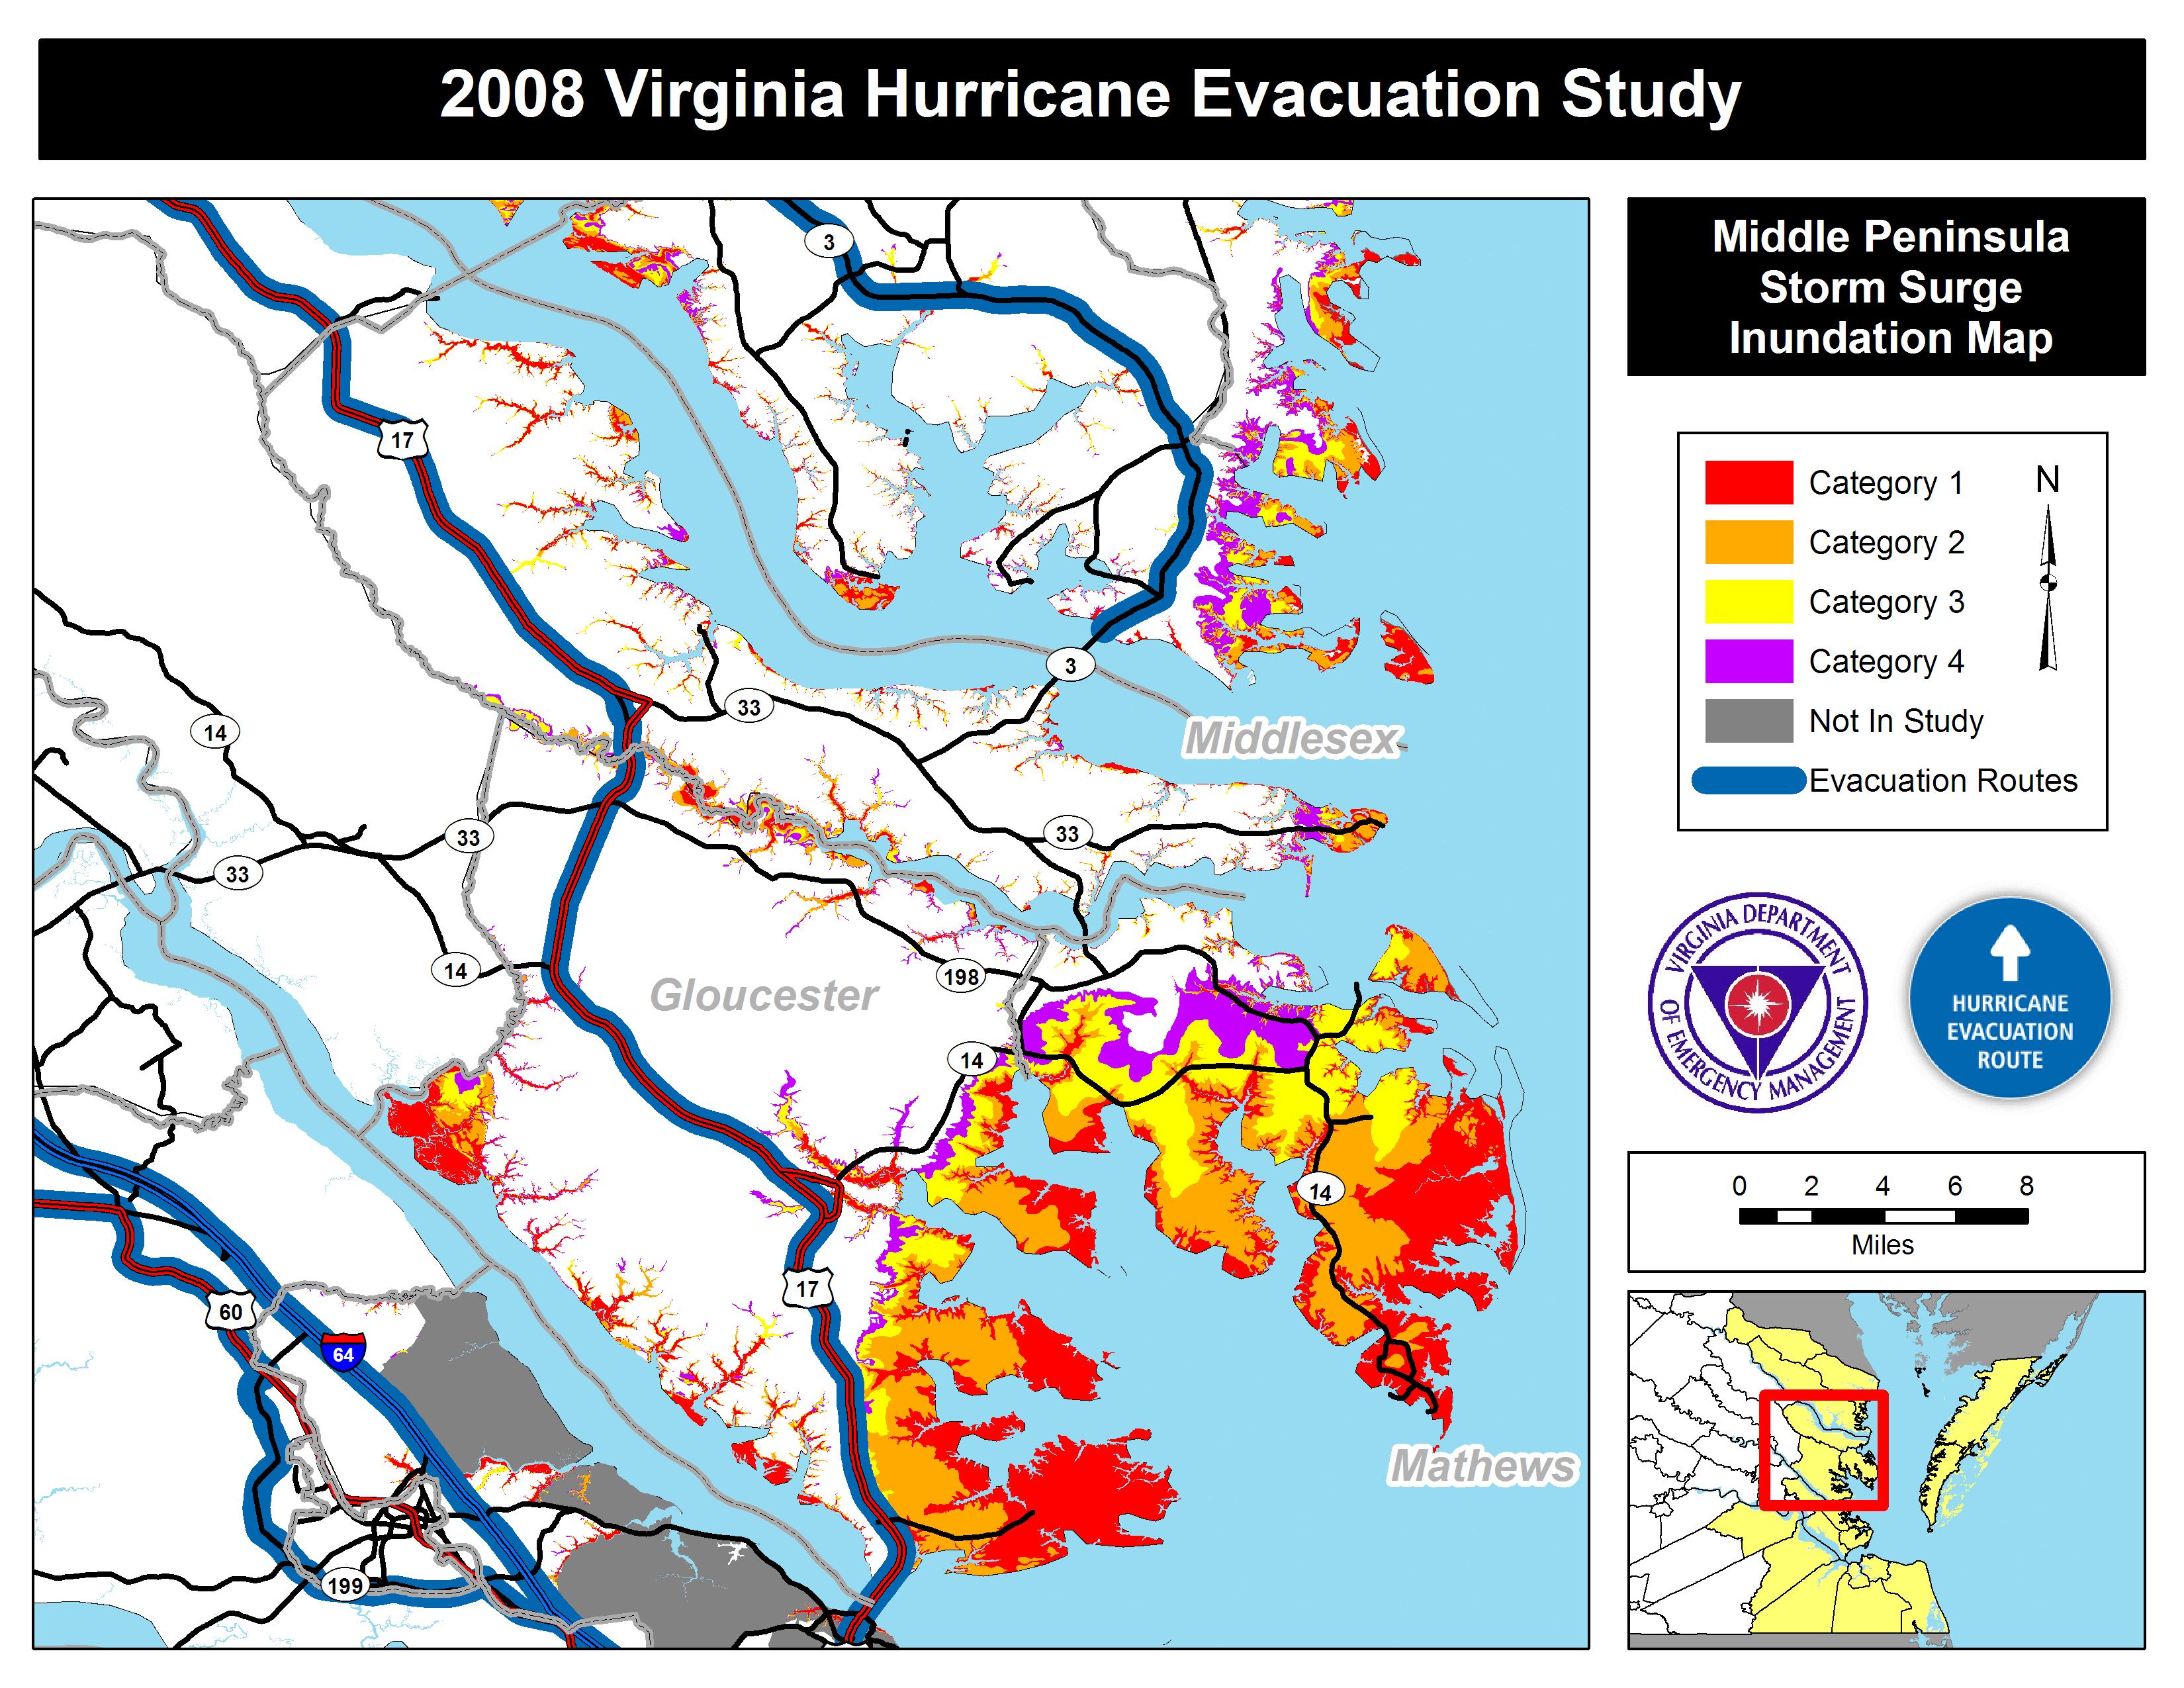 2008 Virginia Hurricane Evacuation Study
Middle Peninsula
Storm Surge
Inundation Map
Category 1
Category 2
Category 3
Category 4
Not In Study
Evacuation Routes
N
VIRGINIA DEPARTMENT
OF EMERGENCY MANAGEMENT
HURRICANE
EVACUATION
ROUTE
0 2 4 6 8
Miles
3
17
3
33
Middlesex
14
33
33
33
14
198
Gloucester
14
14
17
60
64
Mathews
199